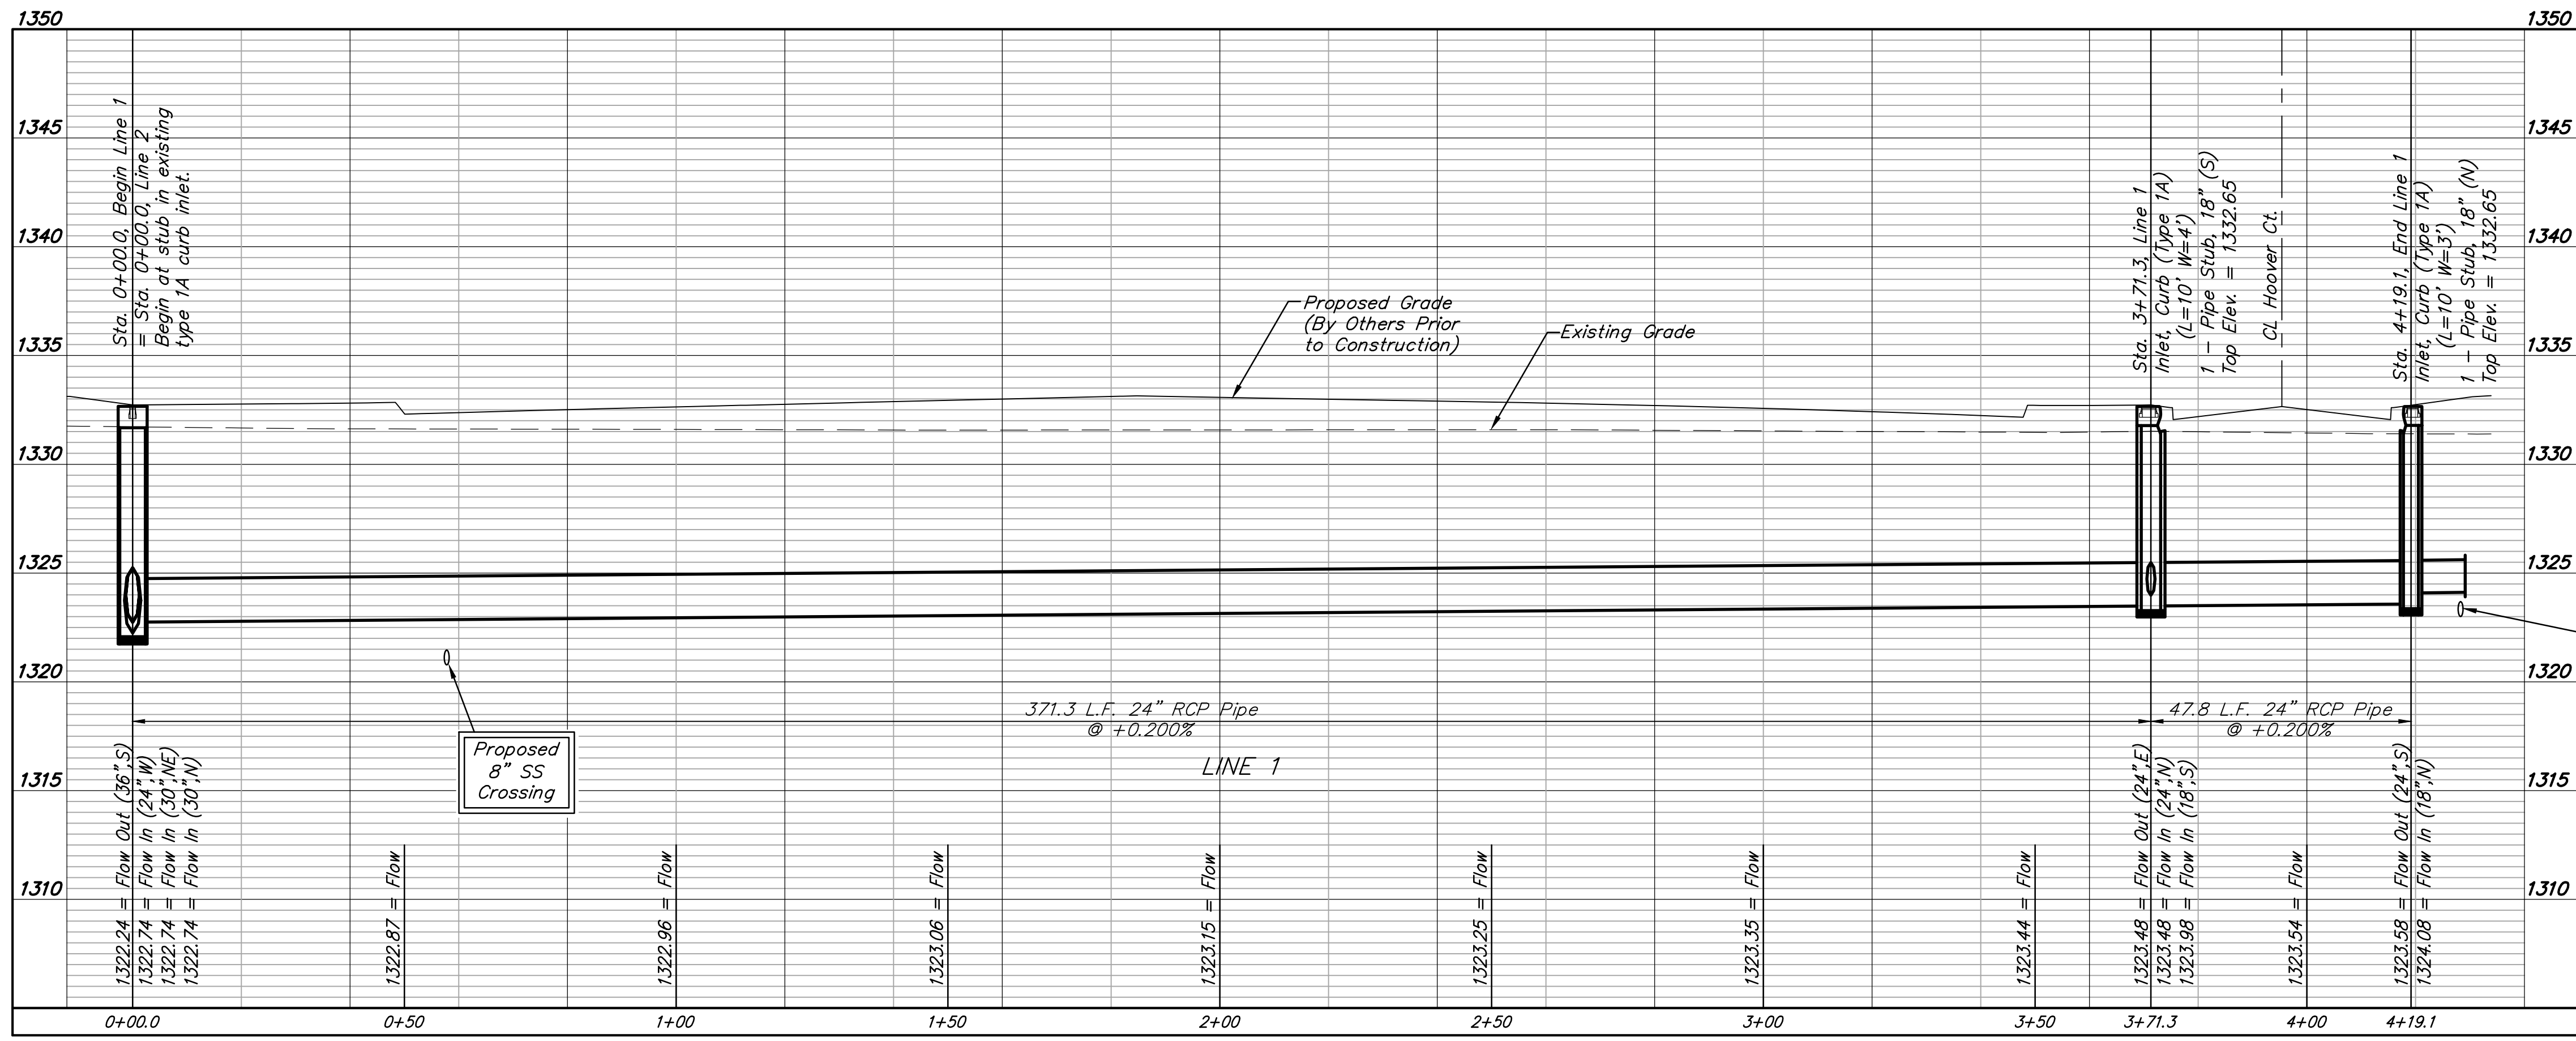 1350
1345
1340
1335
1330
1325
1320
1315
1310
1350
1345
1340
1335
1330
1325
1320
1315
1310
Sta. 0+00.0, Begin Line 1
= Sta. 0+00.0, Line 2
Begin at stub in existing
type 1A curb inlet.
Proposed Grade
(By Others Prior
to Construction)
Existing Grade
Sta. 3+71.3, Line 1
Inlet, Curb (Type 1A)
(L=10' W=4')
1 - Pipe Stub, 18" (S)
Top Elev. = 1332.65
CL Hoover Ct.
Sta. 4+19.1, End Line 1
Inlet, Curb (Type 1A)
(L=10' W=3')
1 - Pipe Stub, 18" (N)
Top Elev. = 1332.65
371.3 L.F. 24" RCP Pipe
@ +0.200%
47.8 L.F. 24" RCP Pipe
@ +0.200%
LINE 1
Proposed
8" SS
Crossing
1322.24 = Flow Out (36",S)
1322.74 = Flow In (24",W)
1322.74 = Flow In (30",NE)
1322.74 = Flow In (30",N)
1322.87 = Flow
1322.96 = Flow
1323.06 = Flow
1323.15 = Flow
1323.25 = Flow
1323.35 = Flow
1323.44 = Flow
1323.48 = Flow Out (24",E)
1323.48 = Flow In (24",N)
1323.98 = Flow In (18",S)
1323.54 = Flow
1323.58 = Flow Out (24",S)
1324.08 = Flow In (18",N)
0+00.0
0+50
1+00
1+50
2+00
2+50
3+00
3+50
3+71.3
4+00
4+19.1